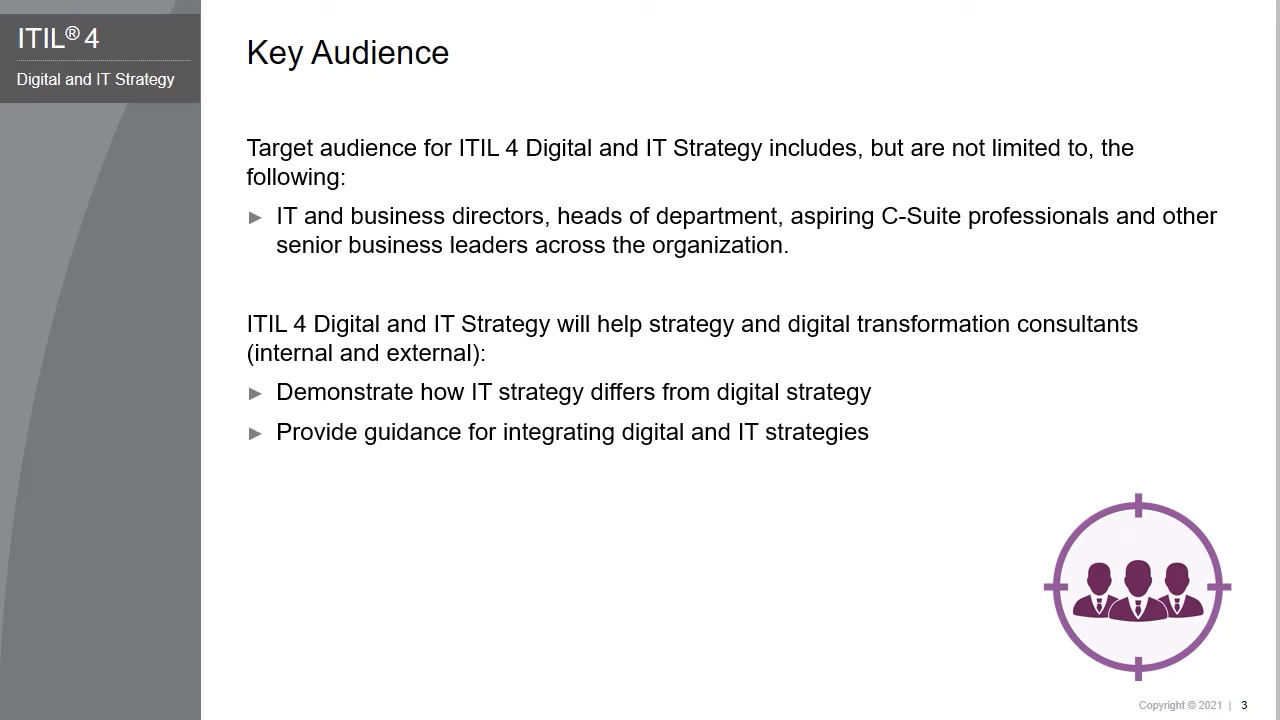 ITIL® 4
Digital and IT Strategy
Key Audience
Target audience for ITIL 4 Digital and IT Strategy includes, but are not limited to, the
following:
► IT and business directors, heads of department, aspiring C-Suite professionals and other
senior business leaders across the organization.
ITIL 4 Digital and IT Strategy will help strategy and digital transformation consultants
(internal and external):
► Demonstrate how IT strategy differs from digital strategy
► Provide guidance for integrating digital and IT strategies
Copyright © 2021 | 3